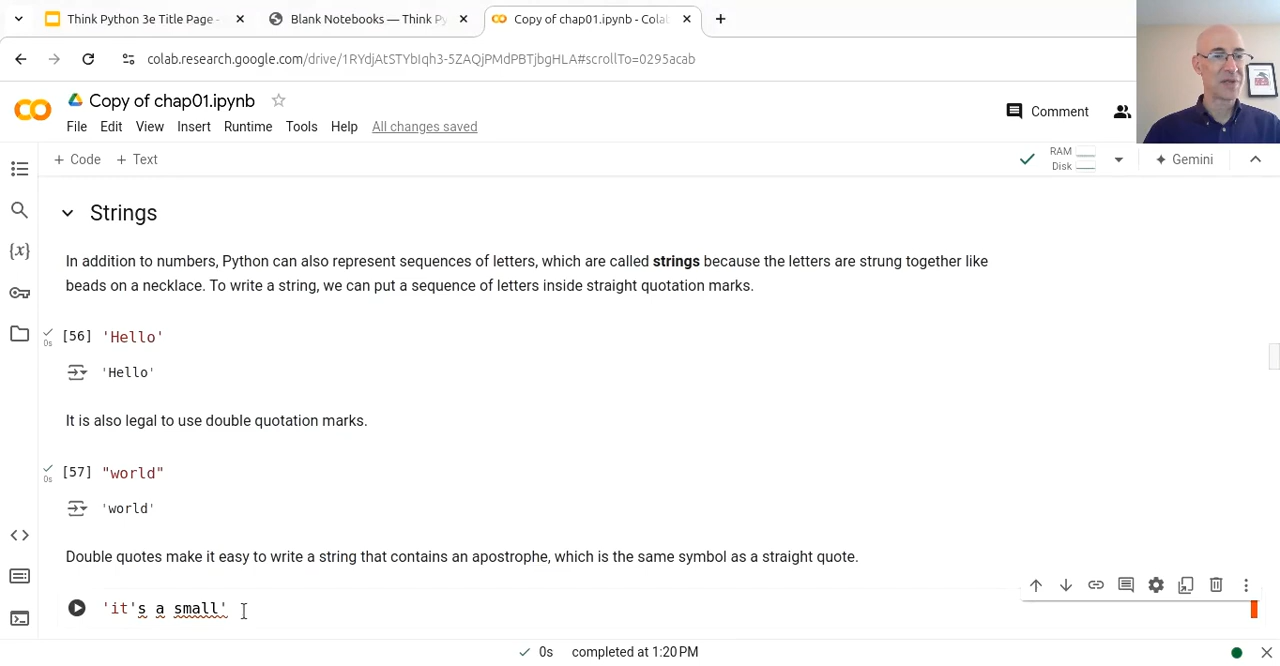 Think Python 3e Title Page -
Blank Notebooks — Think Py
Copy of chap01.ipynb - Cola
colab.research.google.com/drive/1RYdjAtSTYbIqh3-5ZAQjPMdPBTjbgHLA#scrollTo=0295acab
Copy of chap01.ipynb
File Edit View Insert Runtime Tools Help All changes saved
Comment
+ Code + Text
RAM
Disk
Gemini
Strings
In addition to numbers, Python can also represent sequences of letters, which are called strings because the letters are strung together like
beads on a necklace. To write a string, we can put a sequence of letters inside straight quotation marks.
[56] 'Hello'
0s
'Hello'
It is also legal to use double quotation marks.
[57] "world"
0s
'world'
Double quotes make it easy to write a string that contains an apostrophe, which is the same symbol as a straight quote.
'it's a small'
0s completed at 1:20 PM